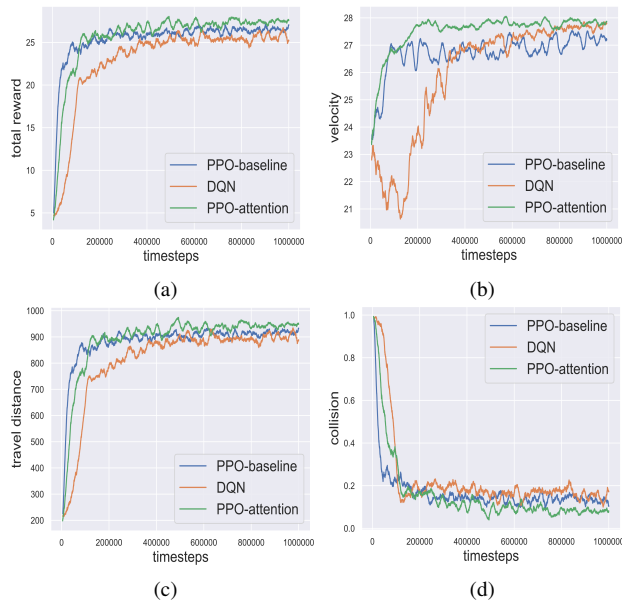 total reward
25
20
15
10
5
PPO-baseline
DQN
PPO-attention
0
200000
400000
600000
800000
1000000
timesteps
(a)
velocity
28
27
26
25
24
23
22
21
PPO-baseline
DQN
PPO-attention
0
200000
400000
600000
800000
1000000
timesteps
(b)
travel distance
1000
900
800
700
600
500
400
300
200
PPO-baseline
DQN
PPO-attention
0
200000
400000
600000
800000
1000000
timesteps
(c)
collision
1.0
0.8
0.6
0.4
0.2
0.0
PPO-baseline
DQN
PPO-attention
0
200000
400000
600000
800000
1000000
timesteps
(d)